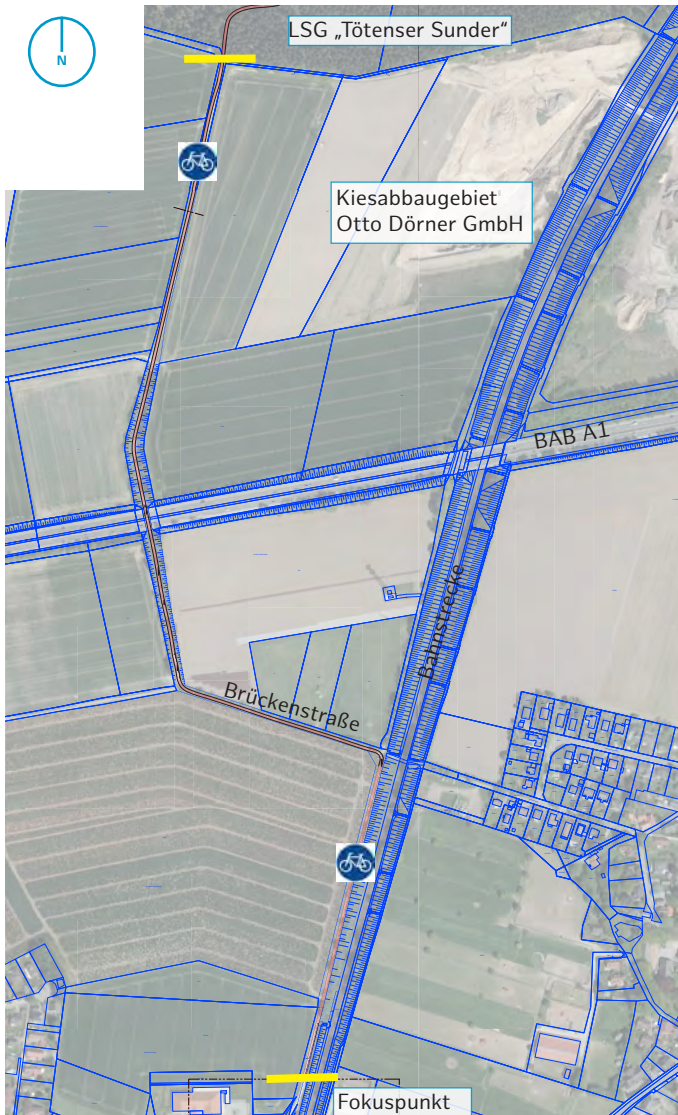 LSG „Tötenser Sunder“
N
Kiesabbaugebiet
Otto Dörner GmbH
BAB A1
Bahnstrecke
Brückenstraße
Fokuspunkt